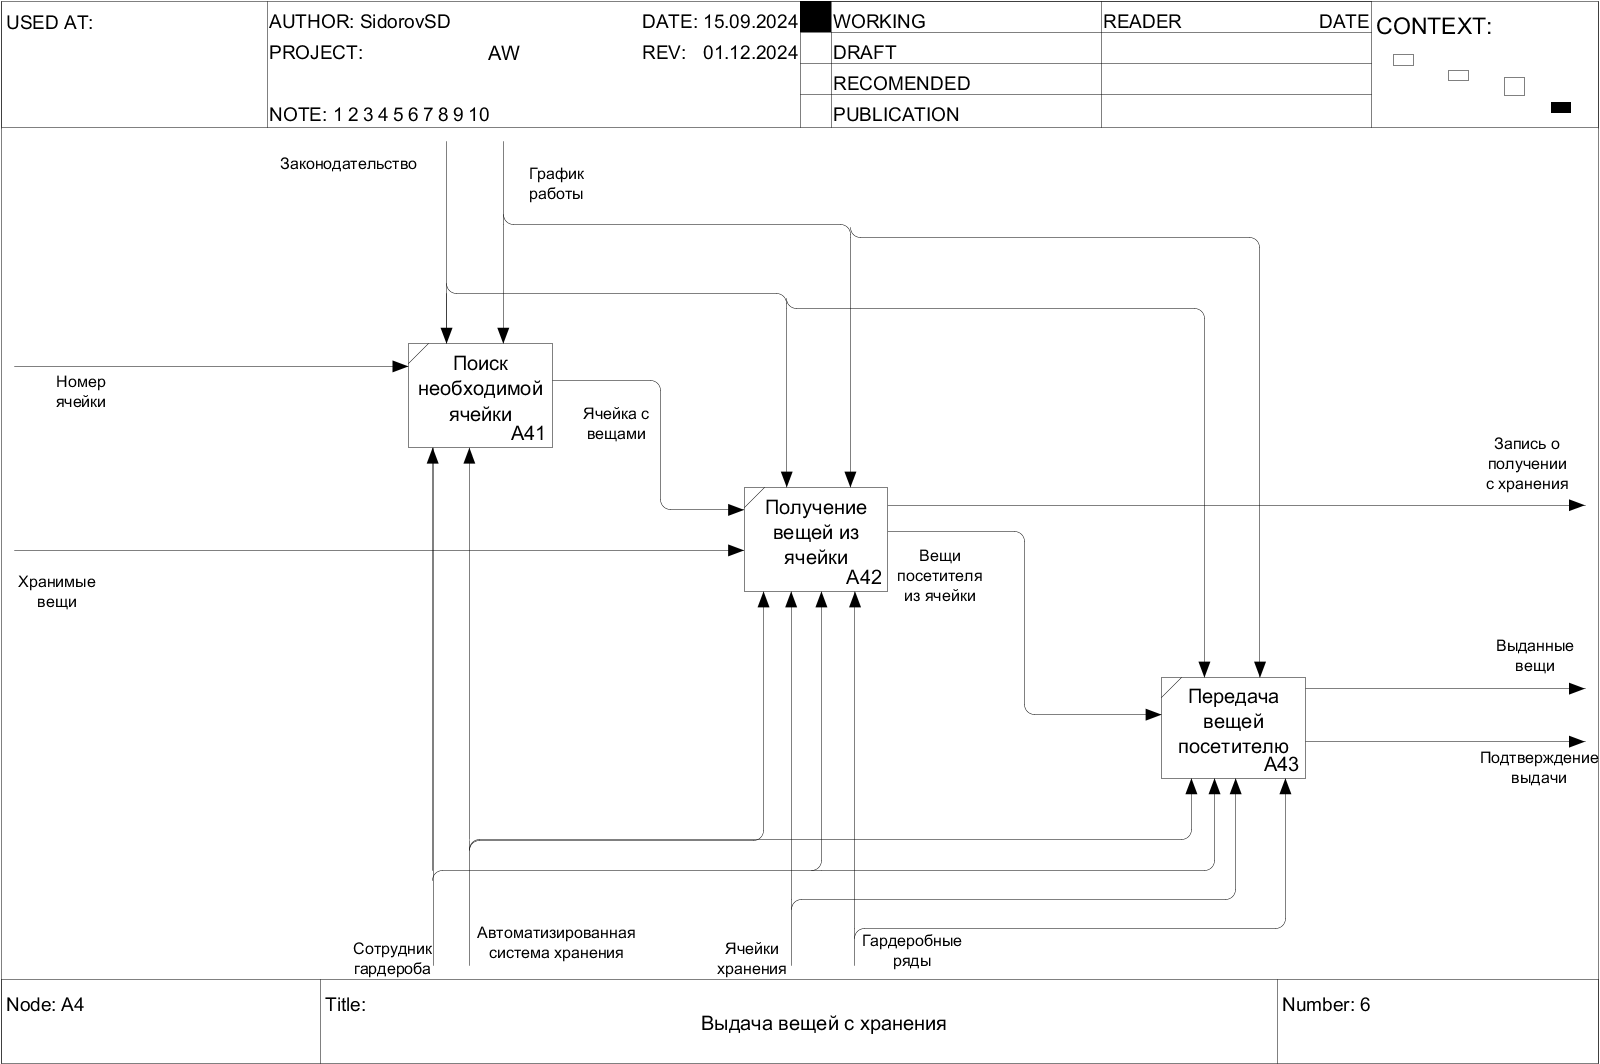 USED AT:
AUTHOR: SidorovSD
DATE: 15.09.2024
PROJECT: AW
REV: 01.12.2024
NOTE: 1 2 3 4 5 6 7 8 9 10
WORKING
DRAFT
RECOMENDED
PUBLICATION
READER
DATE
CONTEXT:
Законодательство
График
работы
Номер
ячейки
Поиск
необходимой
ячейки
A41
Ячейка с
вещами
Запись о
получении
с хранения
Хранимые
вещи
Получение
вещей из
ячейки
A42
Вещи
посетителя
из ячейки
Выданные
вещи
Передача
вещей
посетителю
A43
Подтверждение
выдачи
Сотрудник
гардероба
Автоматизированная
система хранения
Ячейки
хранения
Гардеробные
ряды
Node: A4
Title:
Выдача вещей с хранения
Number: 6